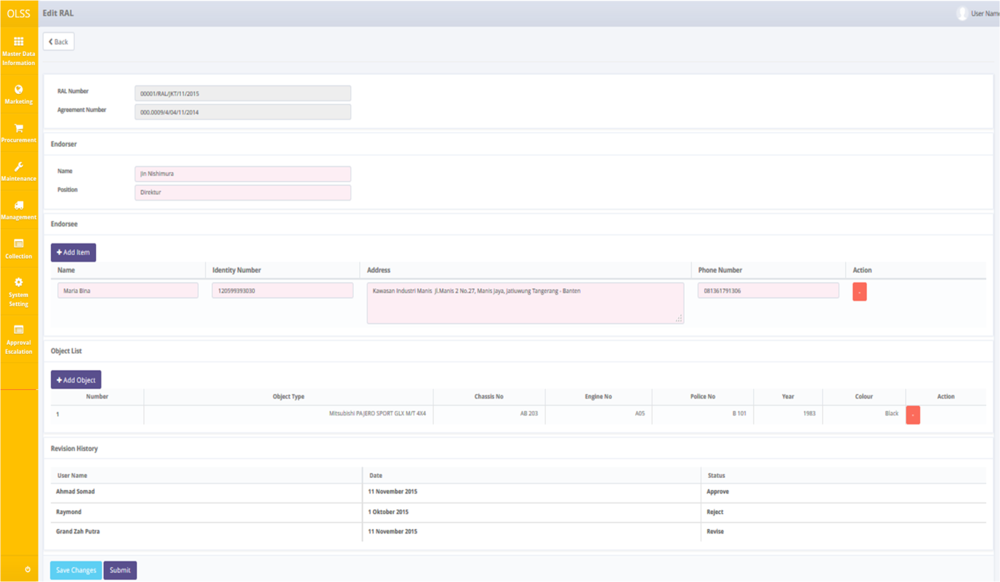 OLSS
Edit RAL
User Name
Master Data
Information
Marketing
Procurement
Maintenance
Management
Collection
System
Setting
Approval
Escalation
Back
RAL Number
00001/RAL/JKT/11/2015
Agreement Number
000.0009/4/04/11/2014
Endorser
Name
Jin Nishimura
Position
Direktur
Endorsee
+ Add Item
Name Identity Number Address Phone Number Action
Maria Bina 120599393030 Kawasan Industri Manis Jl.Manis 2 No.27, Manis Jaya, Jatiuwung Tangerang - Banten 081361791306 -
Object List
+ Add Object
Number Object Type Chassis No Engine No Police No Year Colour Action
1 Mitsubishi PAJERO SPORT GLX M/T 4X4 AB 203 A05 B 101 1983 Black -
Revision History
User Name Date Status
Ahmad Somad 11 November 2015 Approve
Raymond 1 Oktober 2015 Reject
Grand Zah Putra 11 November 2015 Revise
Save Changes Submit